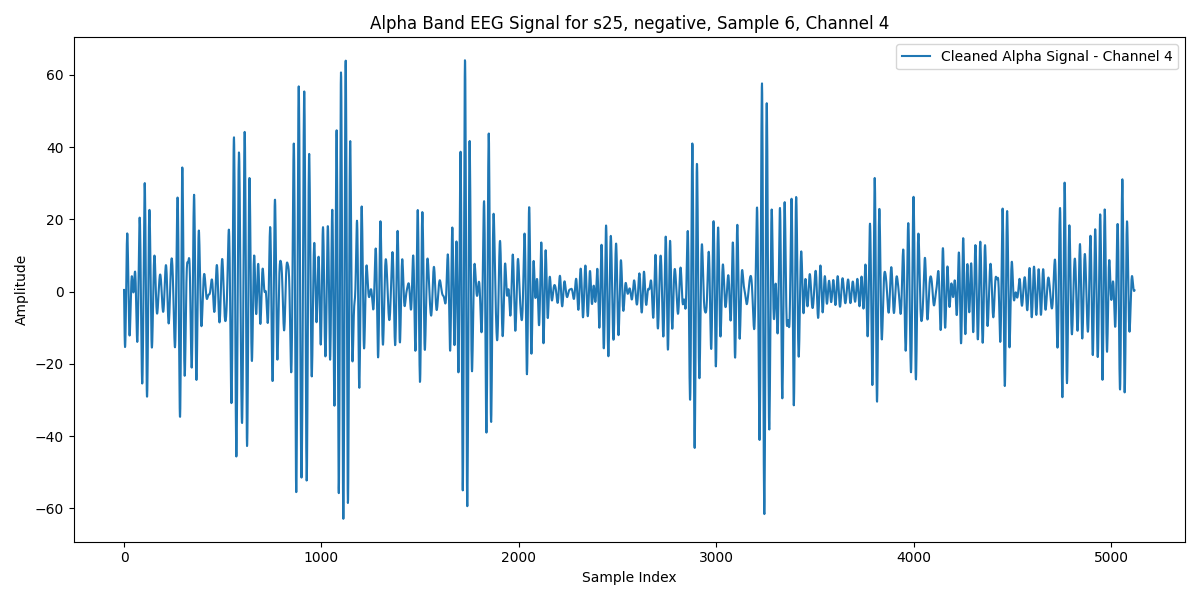 Alpha Band EEG Signal for s25, negative, Sample 6, Channel 4
Cleaned Alpha Signal - Channel 4
Amplitude
60
40
20
0
−20
−40
−60
0 1000 2000 3000 4000 5000
Sample Index